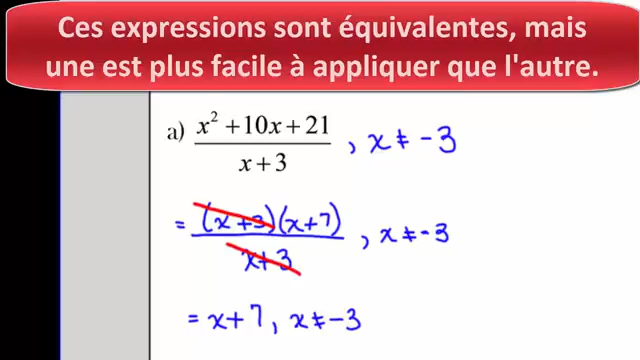 Ces expressions sont équivalentes, mais
une est plus facile à appliquer que l'autre.
a) (x² + 10x + 21)/(x + 3) , x ≠ -3
= ((x+3)(x+7))/(x+3) , x ≠ -3
= x+7, x ≠ -3